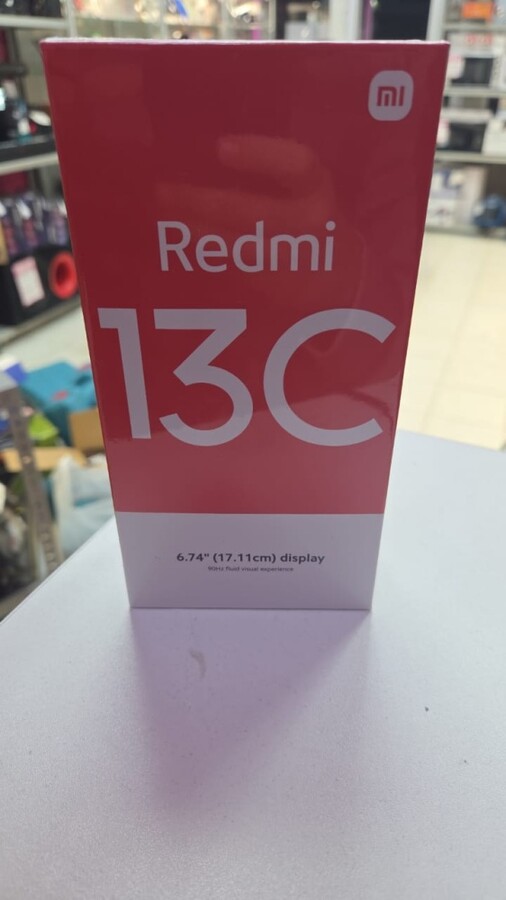 mi
Redmi
13C
6.74" (17.11cm) display
90Hz fluid visual experience